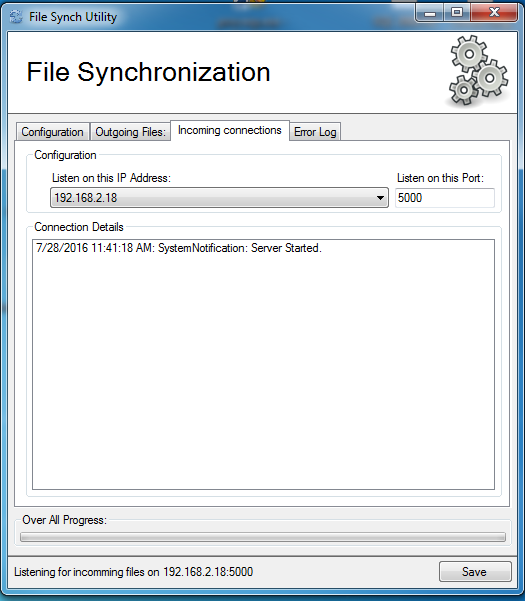 File Synch Utility
File Synchronization
Configuration Outgoing Files: Incoming connections Error Log
Configuration
Listen on this IP Address: Listen on this Port:
192.168.2.18 5000
Connection Details
7/28/2016 11:41:18 AM: SystemNotification: Server Started.
Over All Progress:
Listening for incomming files on 192.168.2.18:5000 Save